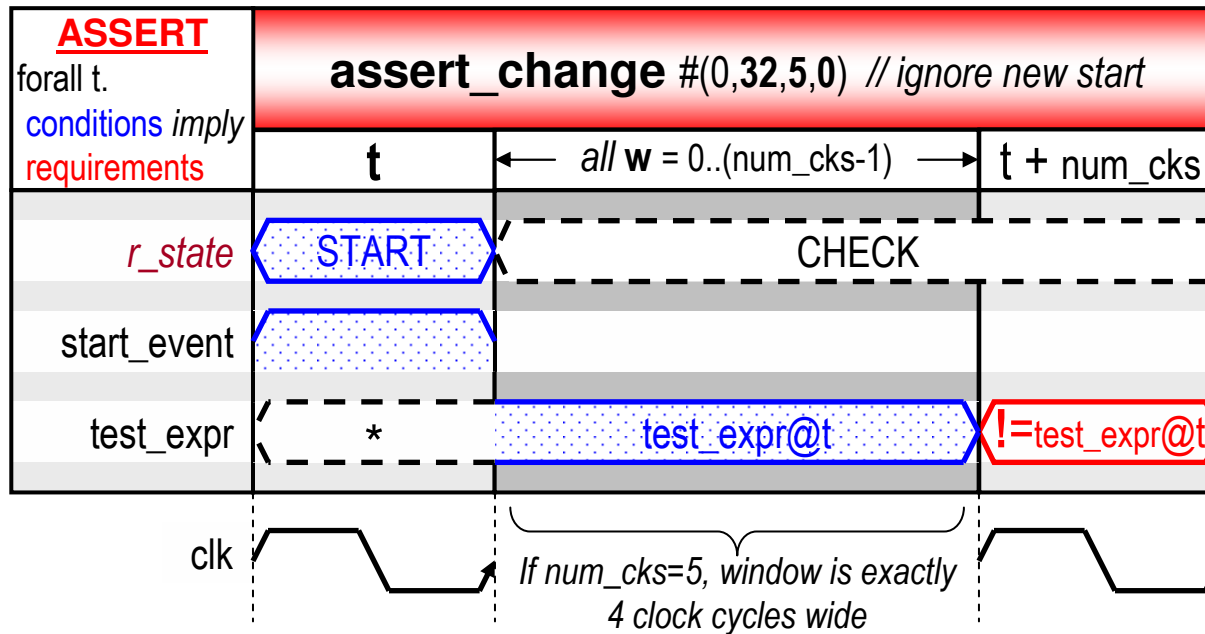 ASSERT
forall t.
conditions imply
requirements
assert_change #(0,32,5,0) // ignore new start
t
all w = 0..(num_cks-1)
t + num_cks
r_state
START
CHECK
start_event
test_expr
*
test_expr@t
!=test_expr@t
clk
If num_cks=5, window is exactly
4 clock cycles wide